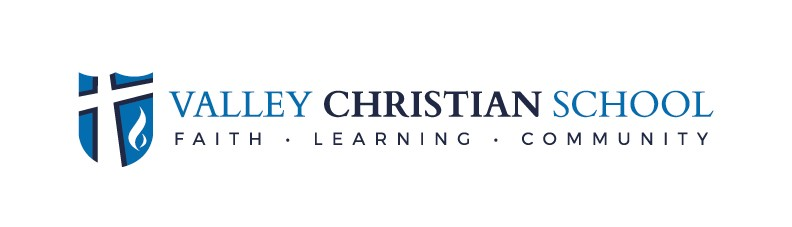 VALLEY CHRISTIAN SCHOOL
FAITH · LEARNING · COMMUNITY